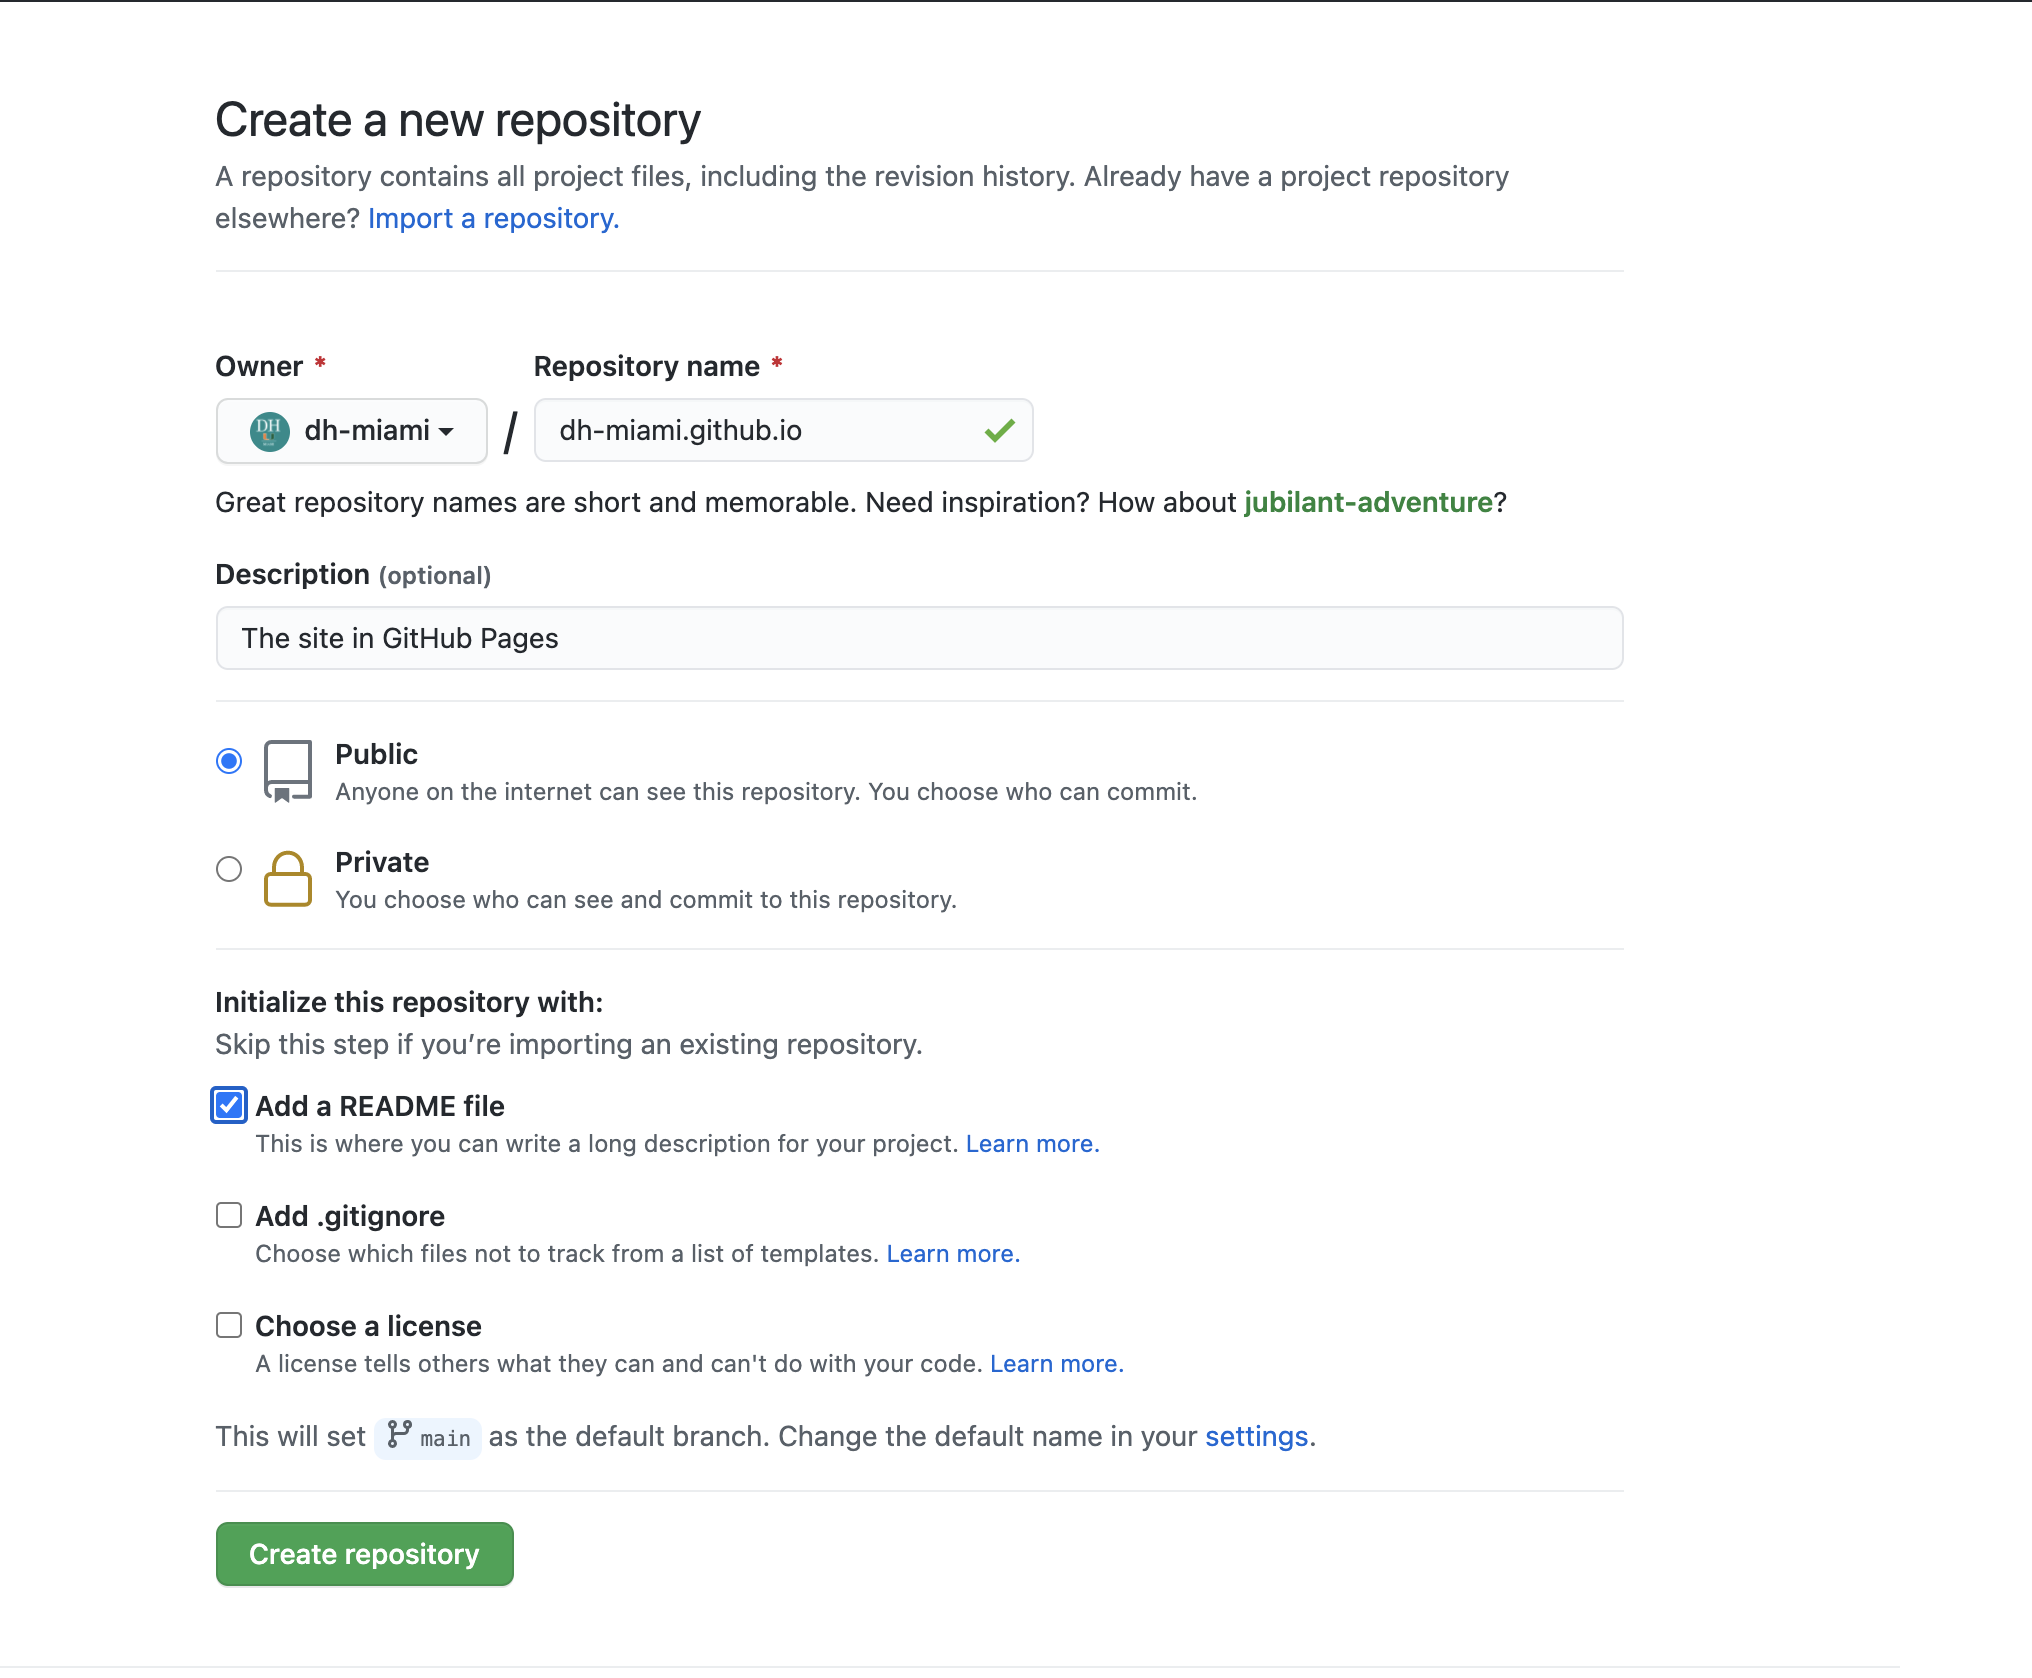 Create a new repository
A repository contains all project files, including the revision history. Already have a project repository
elsewhere? Import a repository.
Owner * Repository name *
DH dh-miami / dh-miami.github.io
Great repository names are short and memorable. Need inspiration? How about jubilant-adventure?
Description (optional)
The site in GitHub Pages
Public
Anyone on the internet can see this repository. You choose who can commit.
Private
You choose who can see and commit to this repository.
Initialize this repository with:
Skip this step if you’re importing an existing repository.
Add a README file
This is where you can write a long description for your project. Learn more.
Add .gitignore
Choose which files not to track from a list of templates. Learn more.
Choose a license
A license tells others what they can and can't do with your code. Learn more.
This will set main as the default branch. Change the default name in your settings.
Create repository